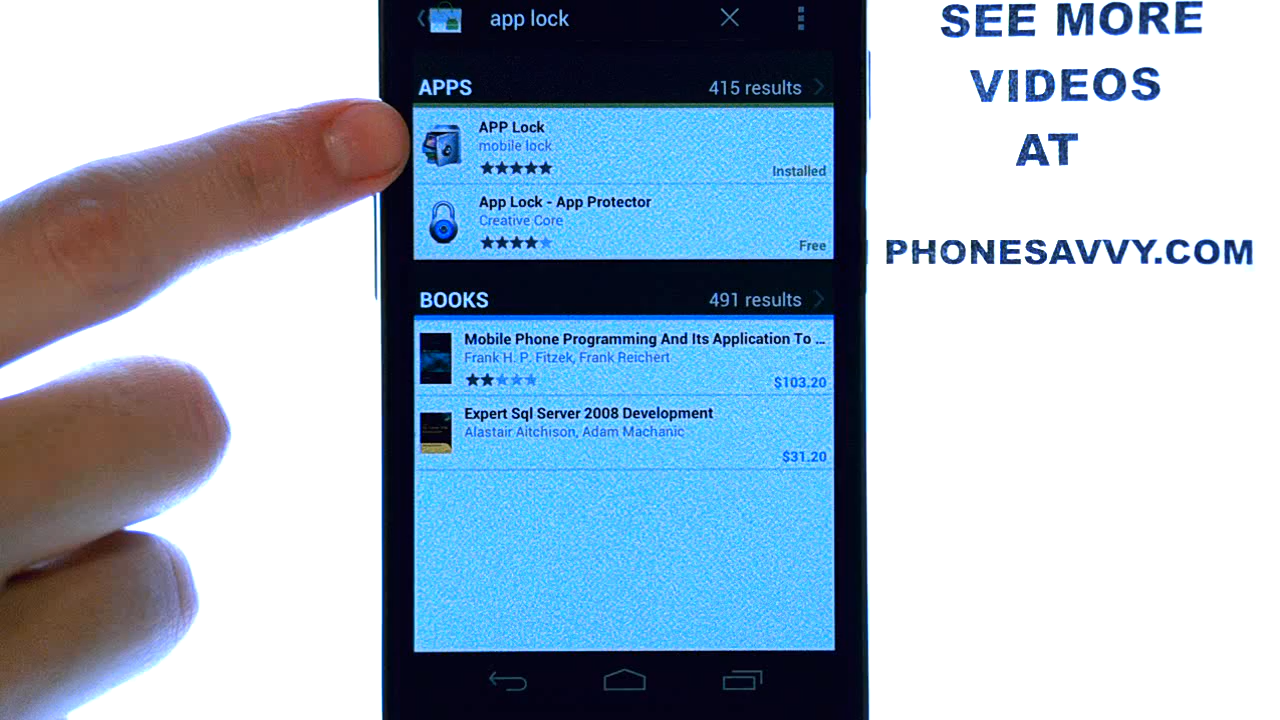 app lock
APPS 415 results
APP Lock
mobile lock
Installed
App Lock - App Protector
Creative Core
Free
BOOKS 491 results
Mobile Phone Programming And Its Application To ...
Frank H. P. Fitzek, Frank Reichert
$103.20
Expert Sql Server 2008 Development
Alastair Aitchison, Adam Machanic
$31.20
SEE MORE
VIDEOS
AT
PHONESAVVY.COM